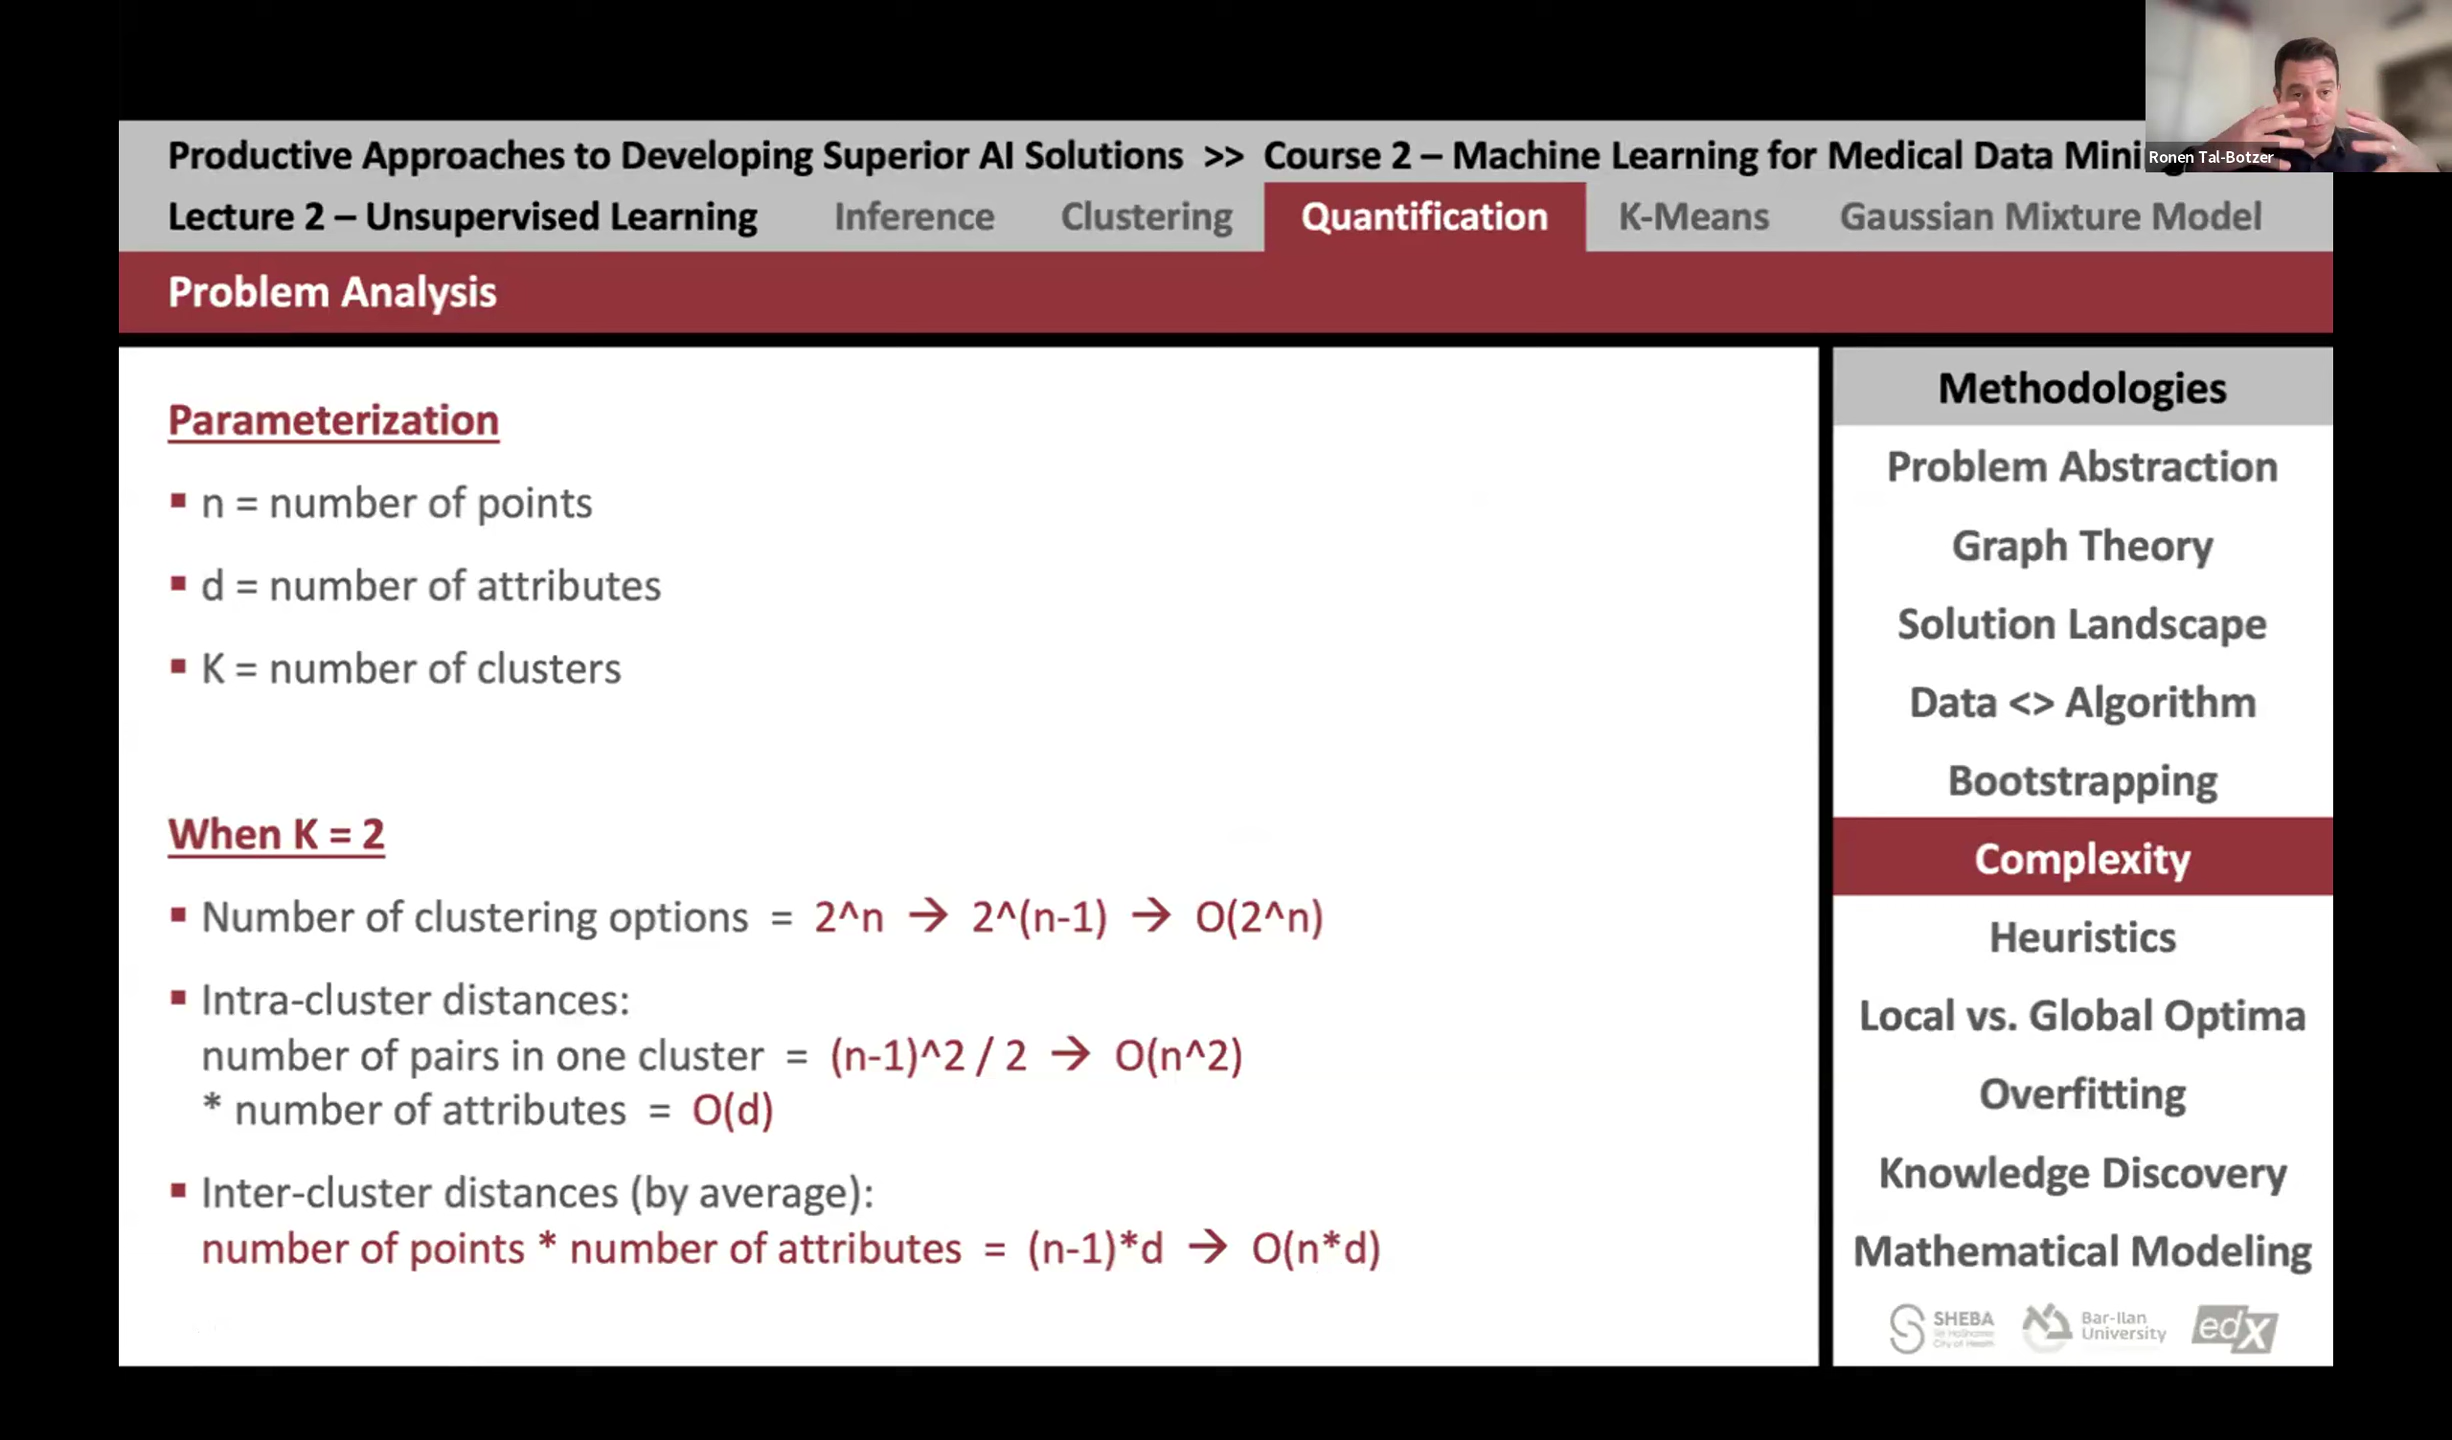 Productive Approaches to Developing Superior AI Solutions >> Course 2 – Machine Learning for Medical Data Mini
Ronen Tal-Botzer
Lecture 2 – Unsupervised Learning Inference Clustering Quantification K-Means Gaussian Mixture Model
Problem Analysis
Parameterization
▪ n = number of points
▪ d = number of attributes
▪ K = number of clusters
When K = 2
▪ Number of clustering options = 2^n → 2^(n-1) → O(2^n)
▪ Intra-cluster distances:
number of pairs in one cluster = (n-1)^2 / 2 → O(n^2)
* number of attributes = O(d)
▪ Inter-cluster distances (by average):
number of points * number of attributes = (n-1)*d → O(n*d)
Methodologies
Problem Abstraction
Graph Theory
Solution Landscape
Data <> Algorithm
Bootstrapping
Complexity
Heuristics
Local vs. Global Optima
Overfitting
Knowledge Discovery
Mathematical Modeling
SHEBA
City of Health
Bar-Ilan
University
edX